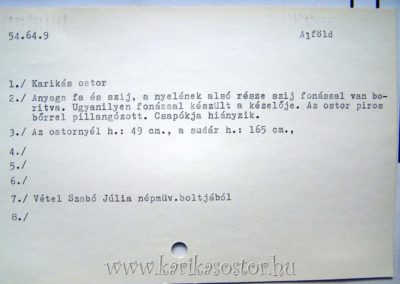 54.64.9 Alföld
1./ Karikás ostor
2./ Anyaga fa és szij, a nyelének alsó része szij fonással van bo-
ritva. Ugyanilyen fonással készült a kézelője. Az ostor piros
bőrrel pillangózott. Csapókja hiányzik.
3./ Az ostornyél h.: 49 cm., a sudár h.: 165 cm.,
4./
5./
6./
7./ Vétel Szabó Júlia népmüv.boltjából
8./
www.karikasostor.hu